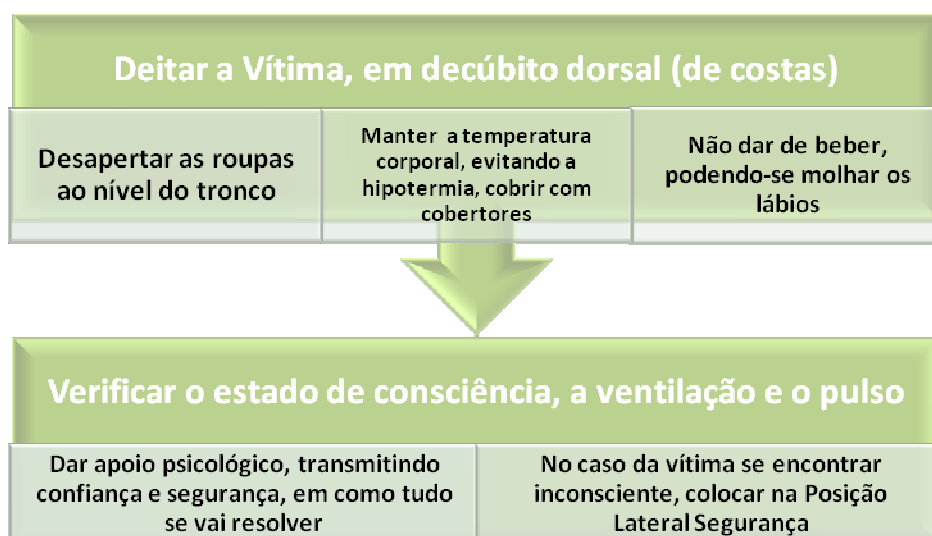 Deitar a Vítima, em decúbito dorsal (de costas)
Desapertar as roupas
ao nível do tronco
Manter a temperatura
corporal, evitando a
hipotermia, cobrir com
cobertores
Não dar de beber,
podendo-se molhar os
lábios
Verificar o estado de consciência, a ventilação e o pulso
Dar apoio psicológico, transmitindo
confiança e segurança, em como tudo
se vai resolver
No caso da vítima se encontrar
inconsciente, colocar na Posição
Lateral Segurança